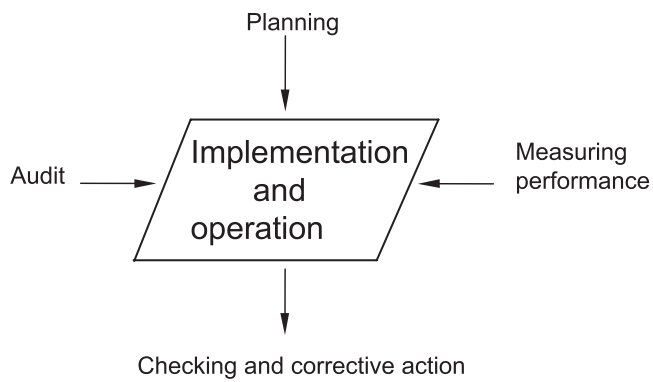 Planning
Audit
Implementation
and
operation
Measuring
performance
Checking and corrective action